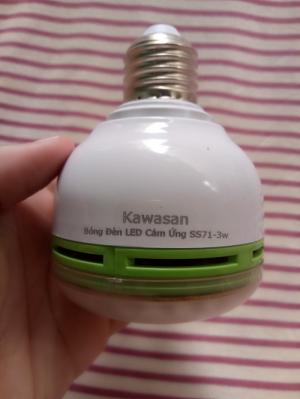 Kawasan
Bóng Đèn LED Cảm Ứng SS71-3w